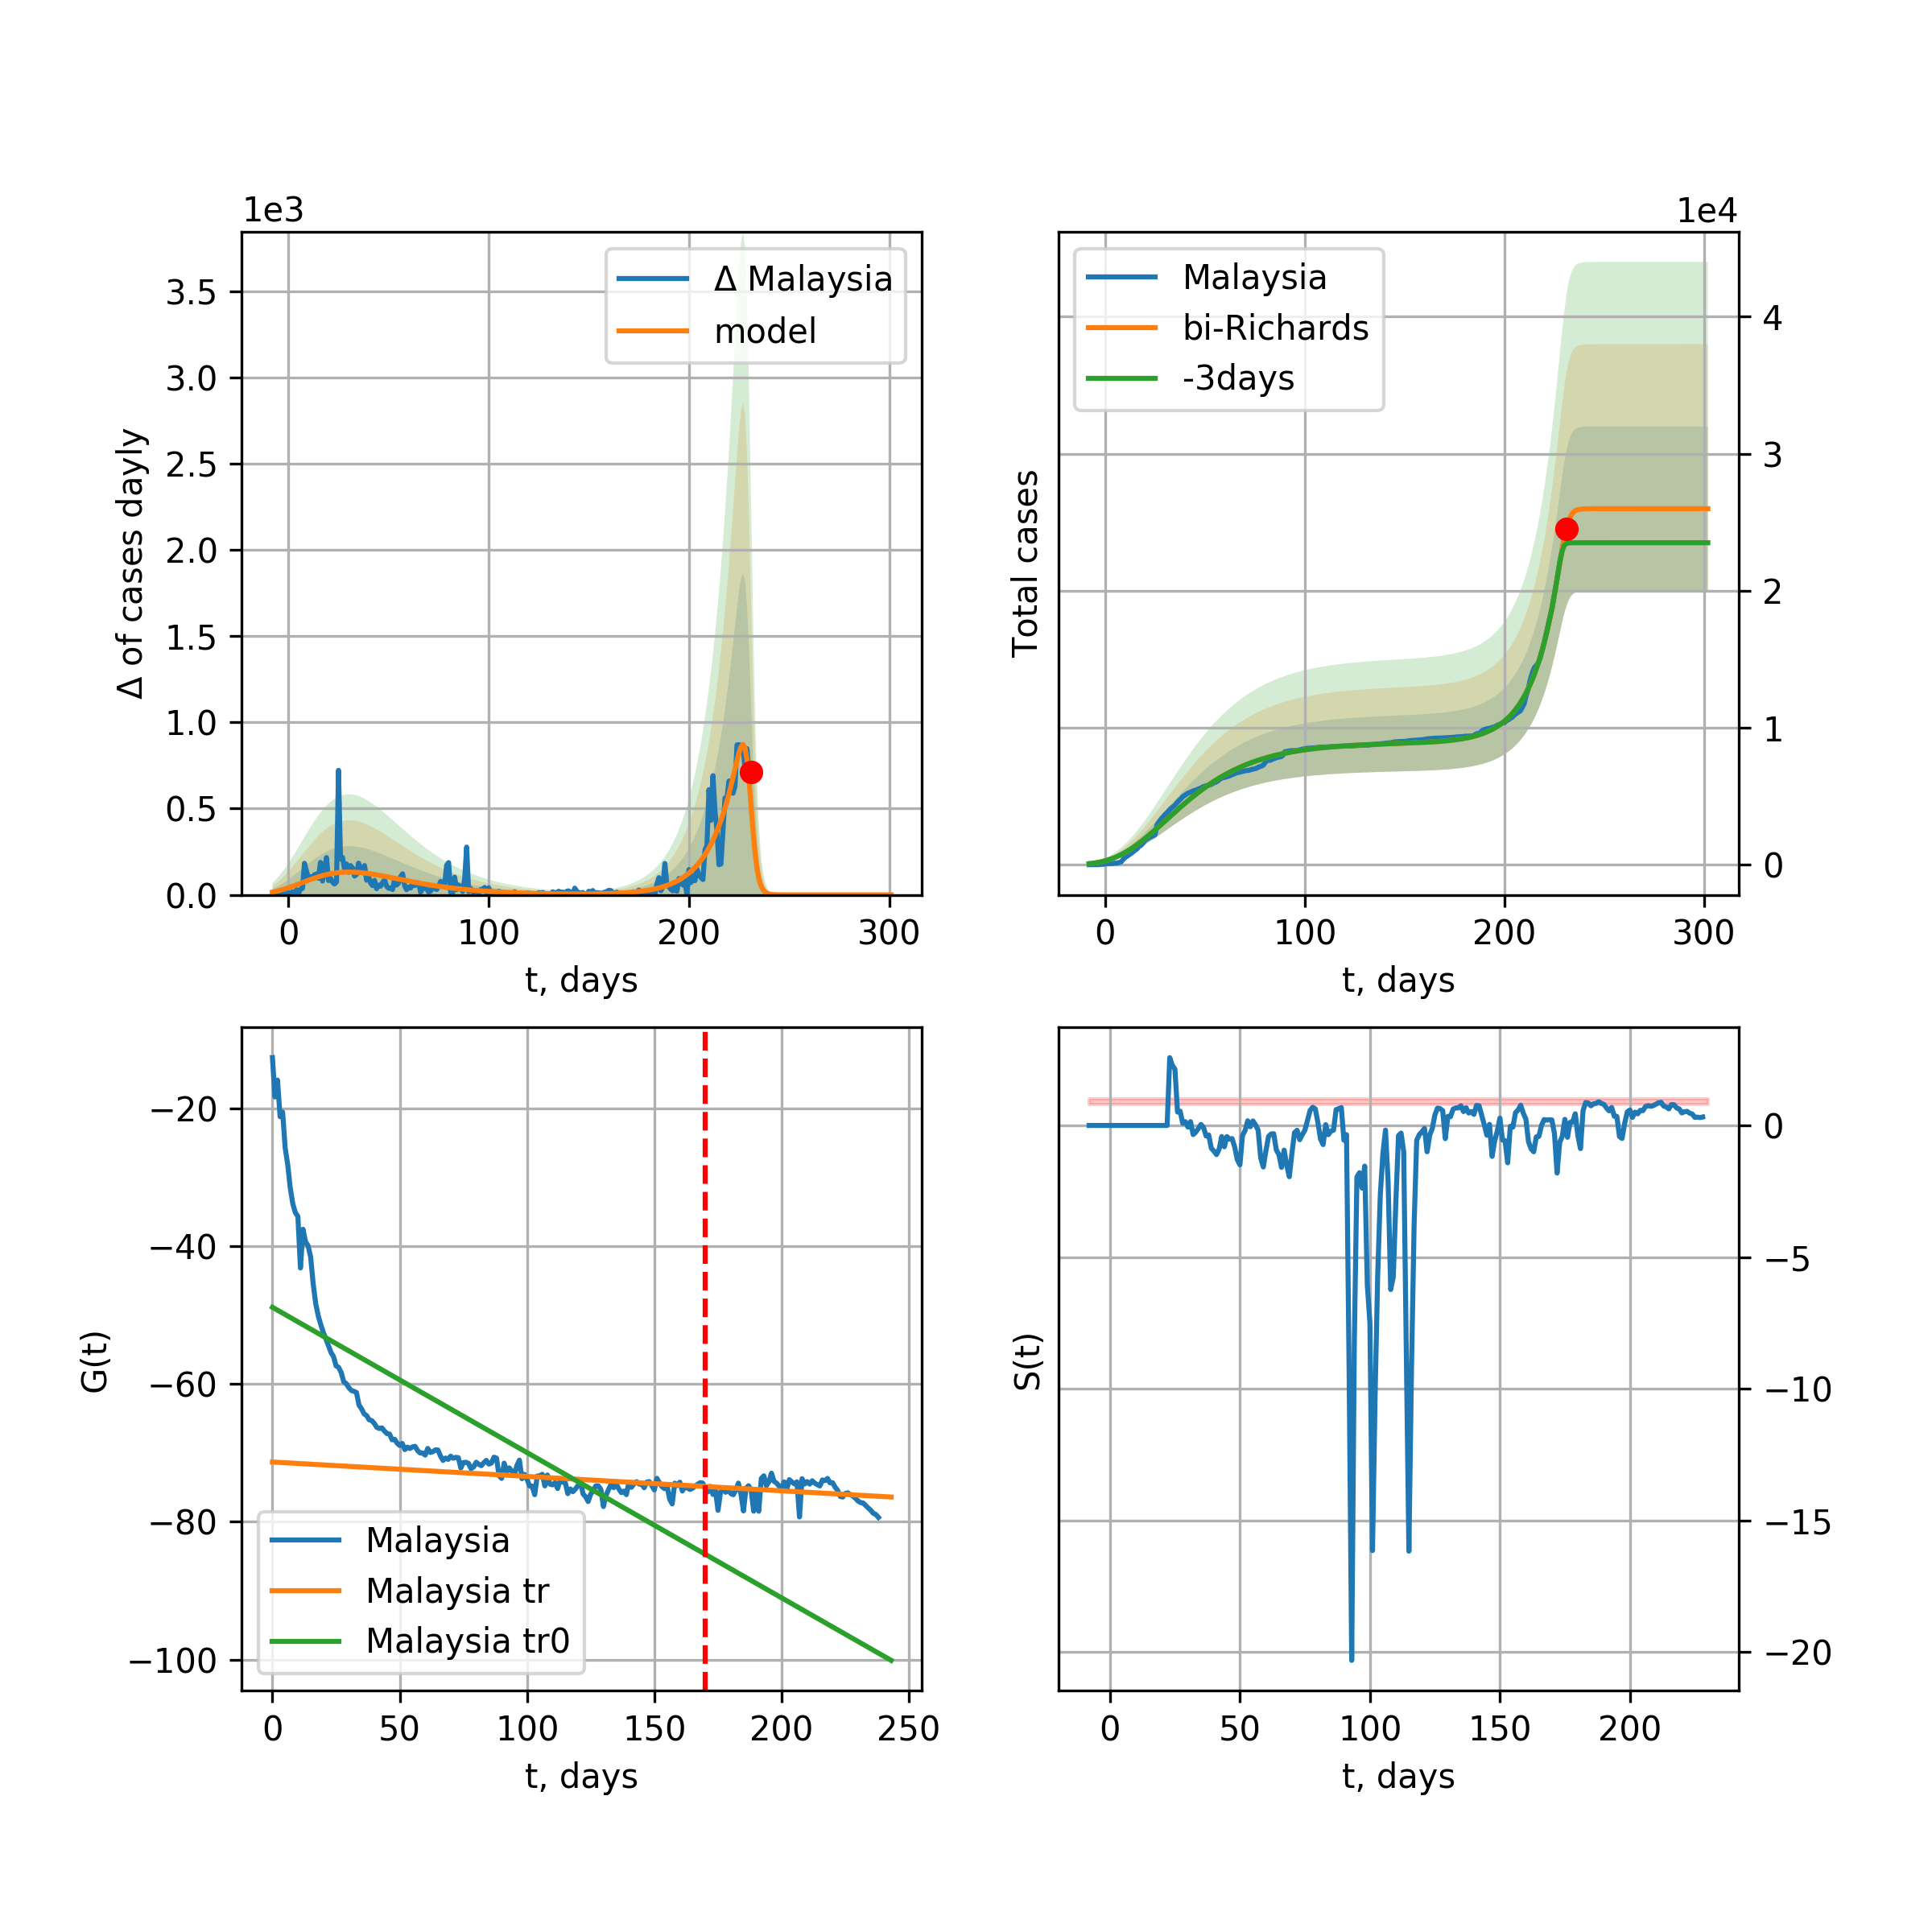 1e3
Δ of cases dayly
3.5
3.0
2.5
2.0
1.5
1.0
0.5
0.0
Δ Malaysia
model
0 100 200 300
t, days
1e4
Total cases
Malaysia
bi-Richards
-3days
4
3
2
1
0
0 100 200 300
t, days
G(t)
−20
−40
−60
−80
−100
Malaysia
Malaysia tr
Malaysia tr0
0 50 100 150 200 250
t, days
S(t)
0
−5
−10
−15
−20
0 50 100 150 200
t, days